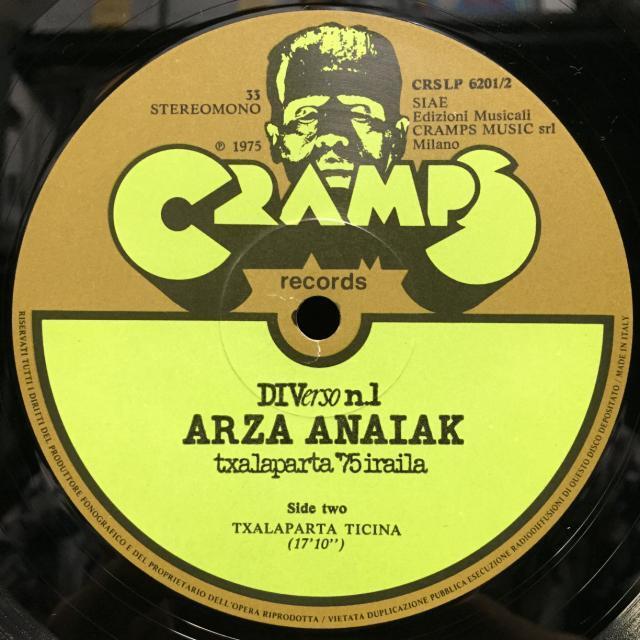 33
STEREOMONO
℗ 1975
CRSLP 6201/2
SIAE
Edizioni Musicali
CRAMPS MUSIC srl
Milano
CRAMPS
records
DIVerso n.1
ARZA ANAIAK
txalaparta '75 iraila
Side two
TXALAPARTA TICINA
(17'10'')
RISERVATI TUTTI I DIRITTI DEL PRODUTTORE FONOGRAFICO E DEL PROPRIETARIO DELL'OPERA RIPRODOTTA / VIETATA DUPLICAZIONE PUBBLICA ESECUZIONE RADIODIFFUSIONI DI QUESTO DISCO DEPOSITATO / MADE IN ITALY